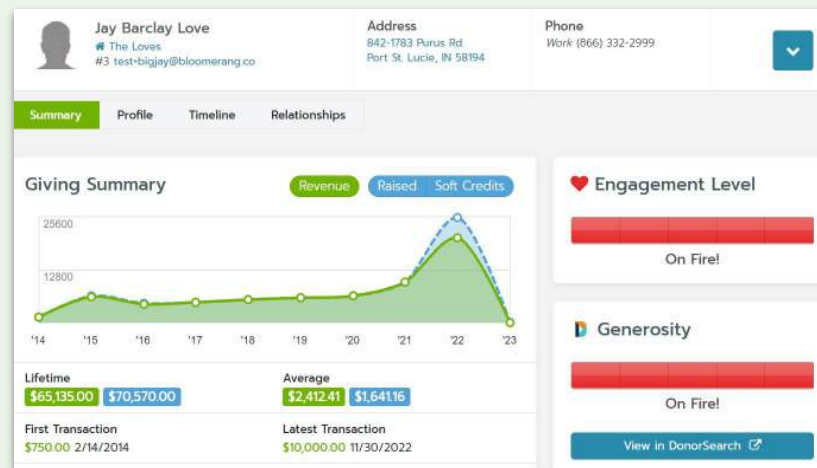 Jay Barclay Love
The Loves
#3 test+bigjay@bloomerang.co
Address
842-1783 Purus Rd.
Port St. Lucie, IN 58194
Phone
Work (866) 332-2999
Summary Profile Timeline Relationships
Giving Summary
Revenue Raised Soft Credits
25600
12800
'14 '15 '16 '17 '18 '19 '20 '21 '22 '23
Lifetime
$65,135.00 $70,570.00
Average
$2,412.41 $1,641.16
First Transaction
$750.00 2/14/2014
Latest Transaction
$10,000.00 11/30/2022
Engagement Level
On Fire!
Generosity
On Fire!
View in DonorSearch